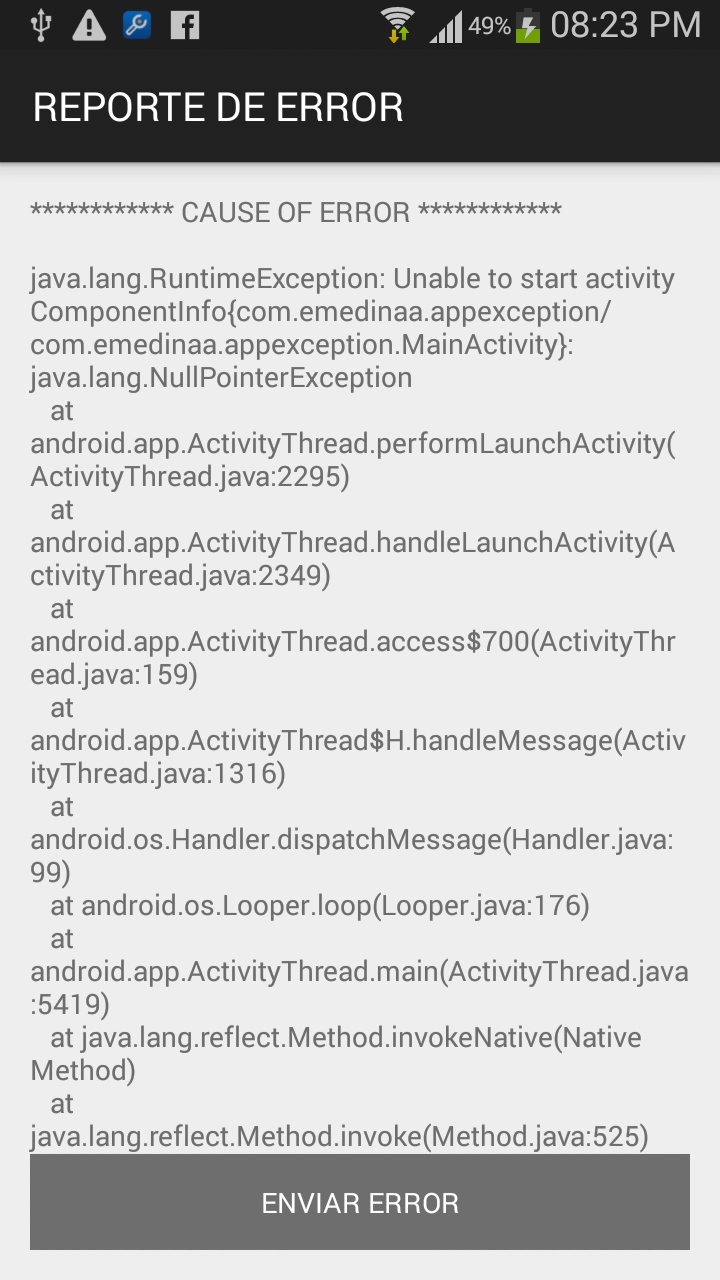 49% 08:23 PM
REPORTE DE ERROR
************ CAUSE OF ERROR ************
java.lang.RuntimeException: Unable to start activity
ComponentInfo{com.emedinaa.appexception/
com.emedinaa.appexception.MainActivity}:
java.lang.NullPointerException
at
android.app.ActivityThread.performLaunchActivity(
ActivityThread.java:2295)
at
android.app.ActivityThread.handleLaunchActivity(A
ctivityThread.java:2349)
at
android.app.ActivityThread.access$700(ActivityThr
ead.java:159)
at
android.app.ActivityThread$H.handleMessage(Activ
ityThread.java:1316)
at
android.os.Handler.dispatchMessage(Handler.java:
99)
at android.os.Looper.loop(Looper.java:176)
at
android.app.ActivityThread.main(ActivityThread.java
:5419)
at java.lang.reflect.Method.invokeNative(Native
Method)
at
java.lang.reflect.Method.invoke(Method.java:525)
ENVIAR ERROR